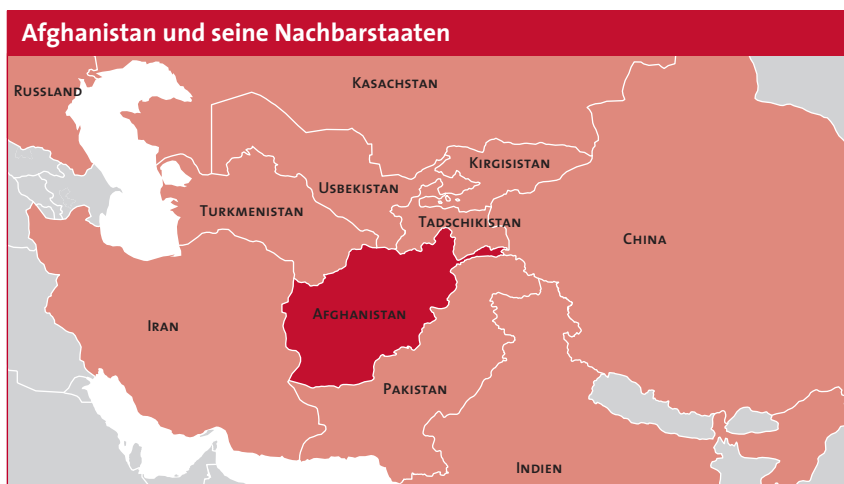 Afghanistan und seine Nachbarstaaten
RUSSLAND
KASACHSTAN
KIRGISISTAN
USBEKISTAN
TURKMENISTAN
TADSCHIKISTAN
CHINA
AFGHANISTAN
IRAN
PAKISTAN
INDIEN